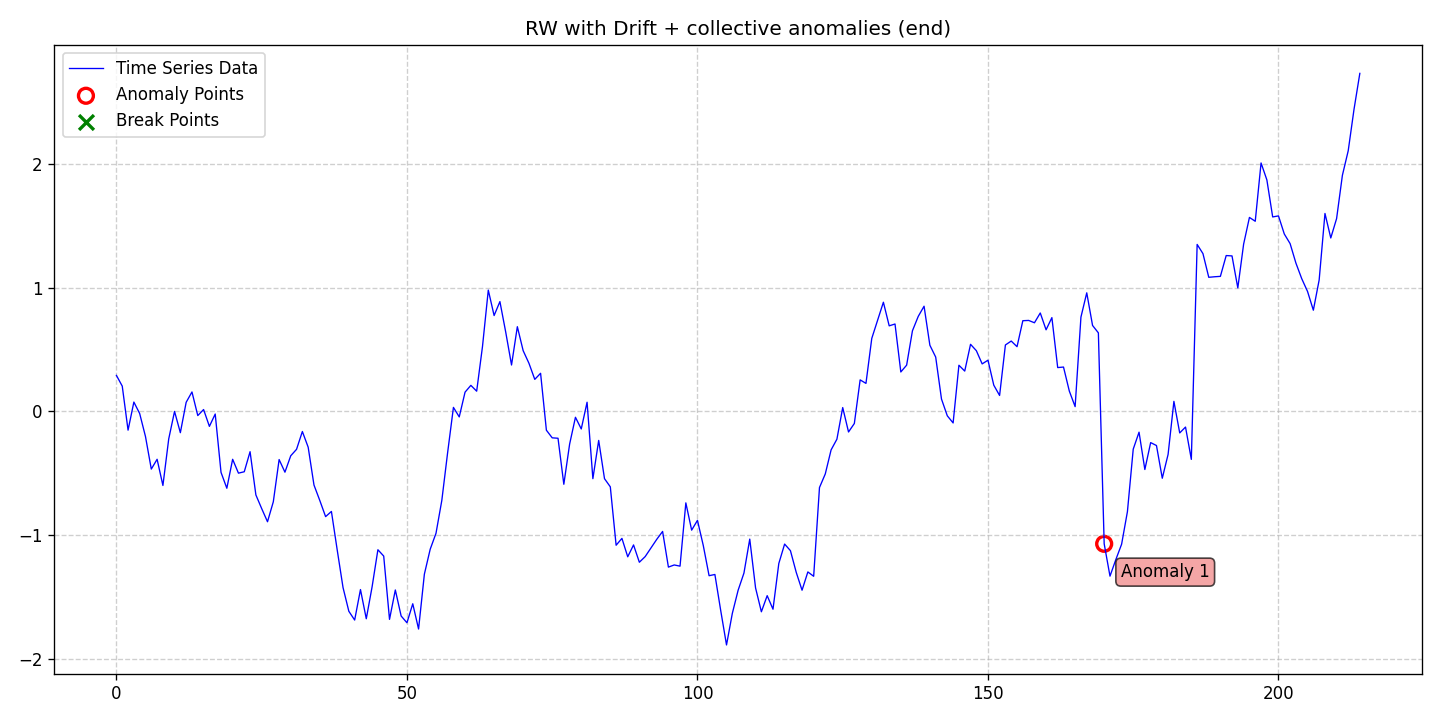 RW with Drift + collective anomalies (end)
Time Series Data
Anomaly Points
Break Points
2
1
0
−1
−2
Anomaly 1
0
50
100
150
200